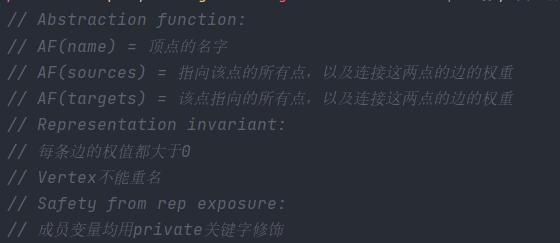 // Abstraction function:
// AF(name) = 顶点的名字
// AF(sources) = 指向该点的所有点，以及连接这两点的边的权重
// AF(targets) = 该点指向的所有点，以及连接这两点的边的权重
// Representation invariant:
// 每条边的权值都大于0
// Vertex不能重名
// Safety from rep exposure:
// 成员变量均用private关键字修饰